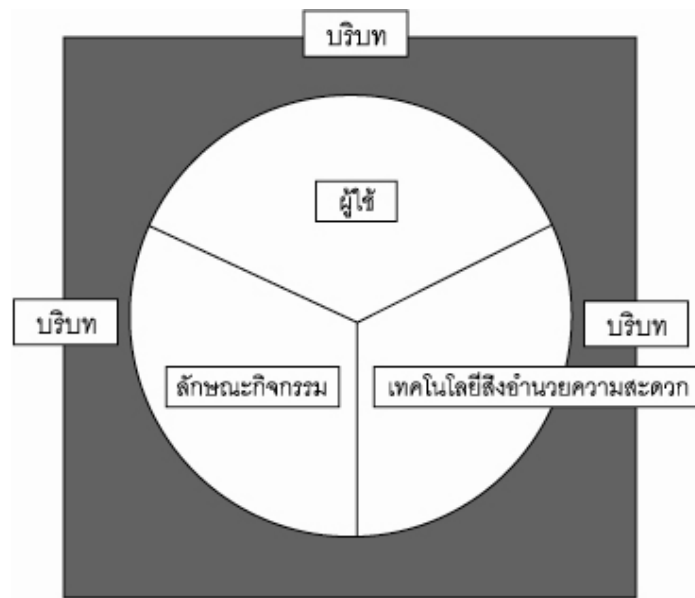 บริบท
ผู้ใช้
บริบท
บริบท
ลักษณะกิจกรรม
เทคโนโลยีสิ่งอำนวยความสะดวก